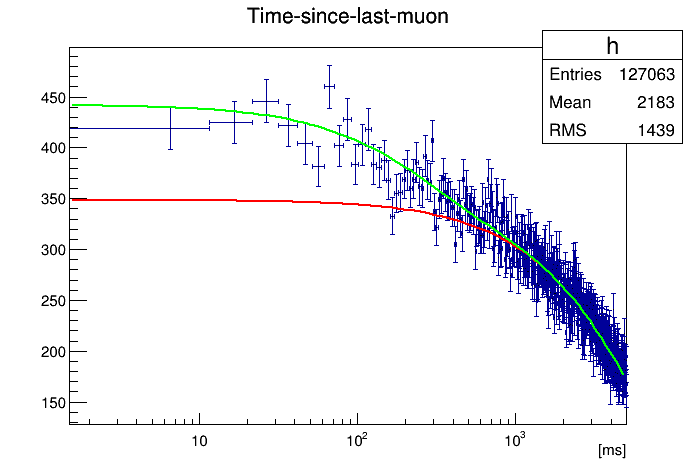 Time-since-last-muon
h
Entries 127063
Mean 2183
RMS 1439
450
400
350
300
250
200
150
10
10²
10³
[ms]